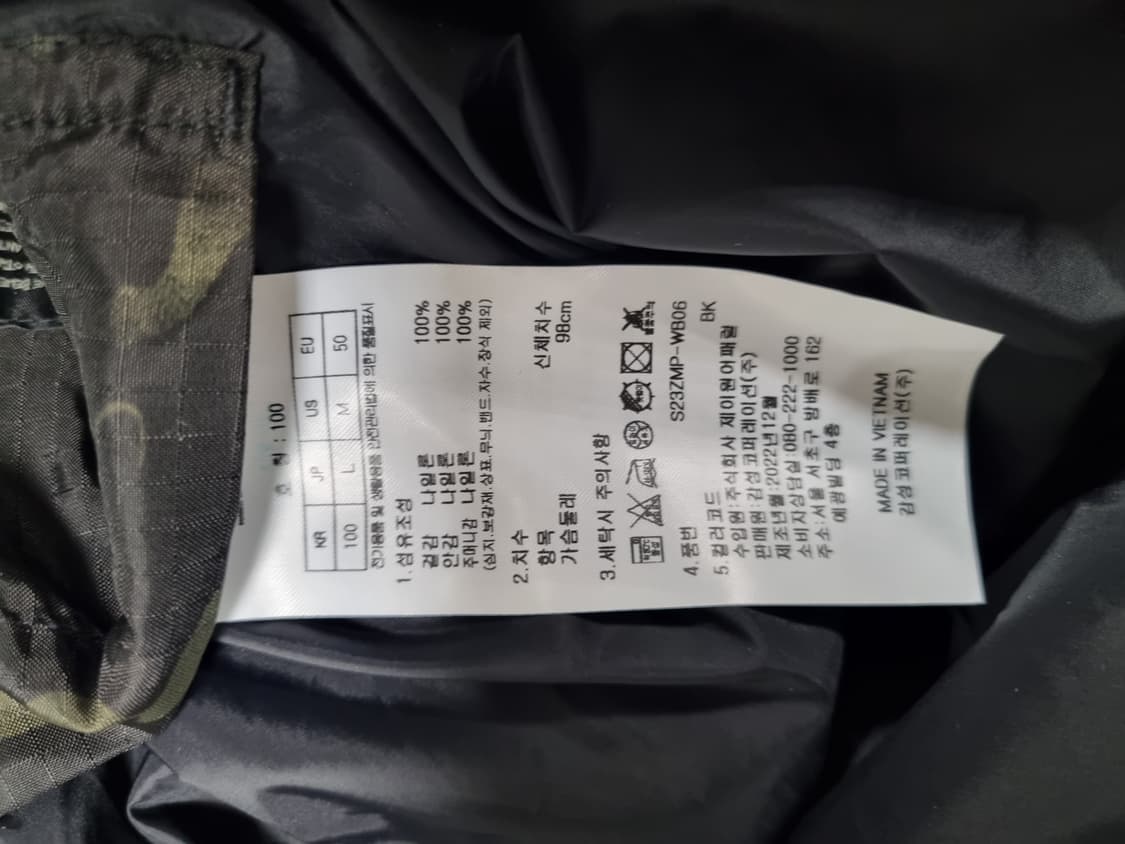 호 칭 : 100
KR JP US EU
100 L M 50
전기용품 및 생활용품 안전관리법에 의한 품질표시
1.섬유조성
겉감 나일론 100%
안감 나일론 100%
주머니감 나일론 100%
(심지.보강재.상표.무늬.밴드.자수.장식 제외)
2.치수
항목 신체치수
가슴둘레 98cm
3.세탁시 주의사항
4.품번 S23ZMP-WB06
5.컬러코드 BK
수입원:주식회사 제이원어패럴
판매원:김성코퍼레이션(주)
제조년월:2022년12월
소비자상담실:080-222-1000
주소:서울 서초구 방배로 162
예광빌딩 4층
MADE IN VIETNAM
김성코퍼레이션(주)